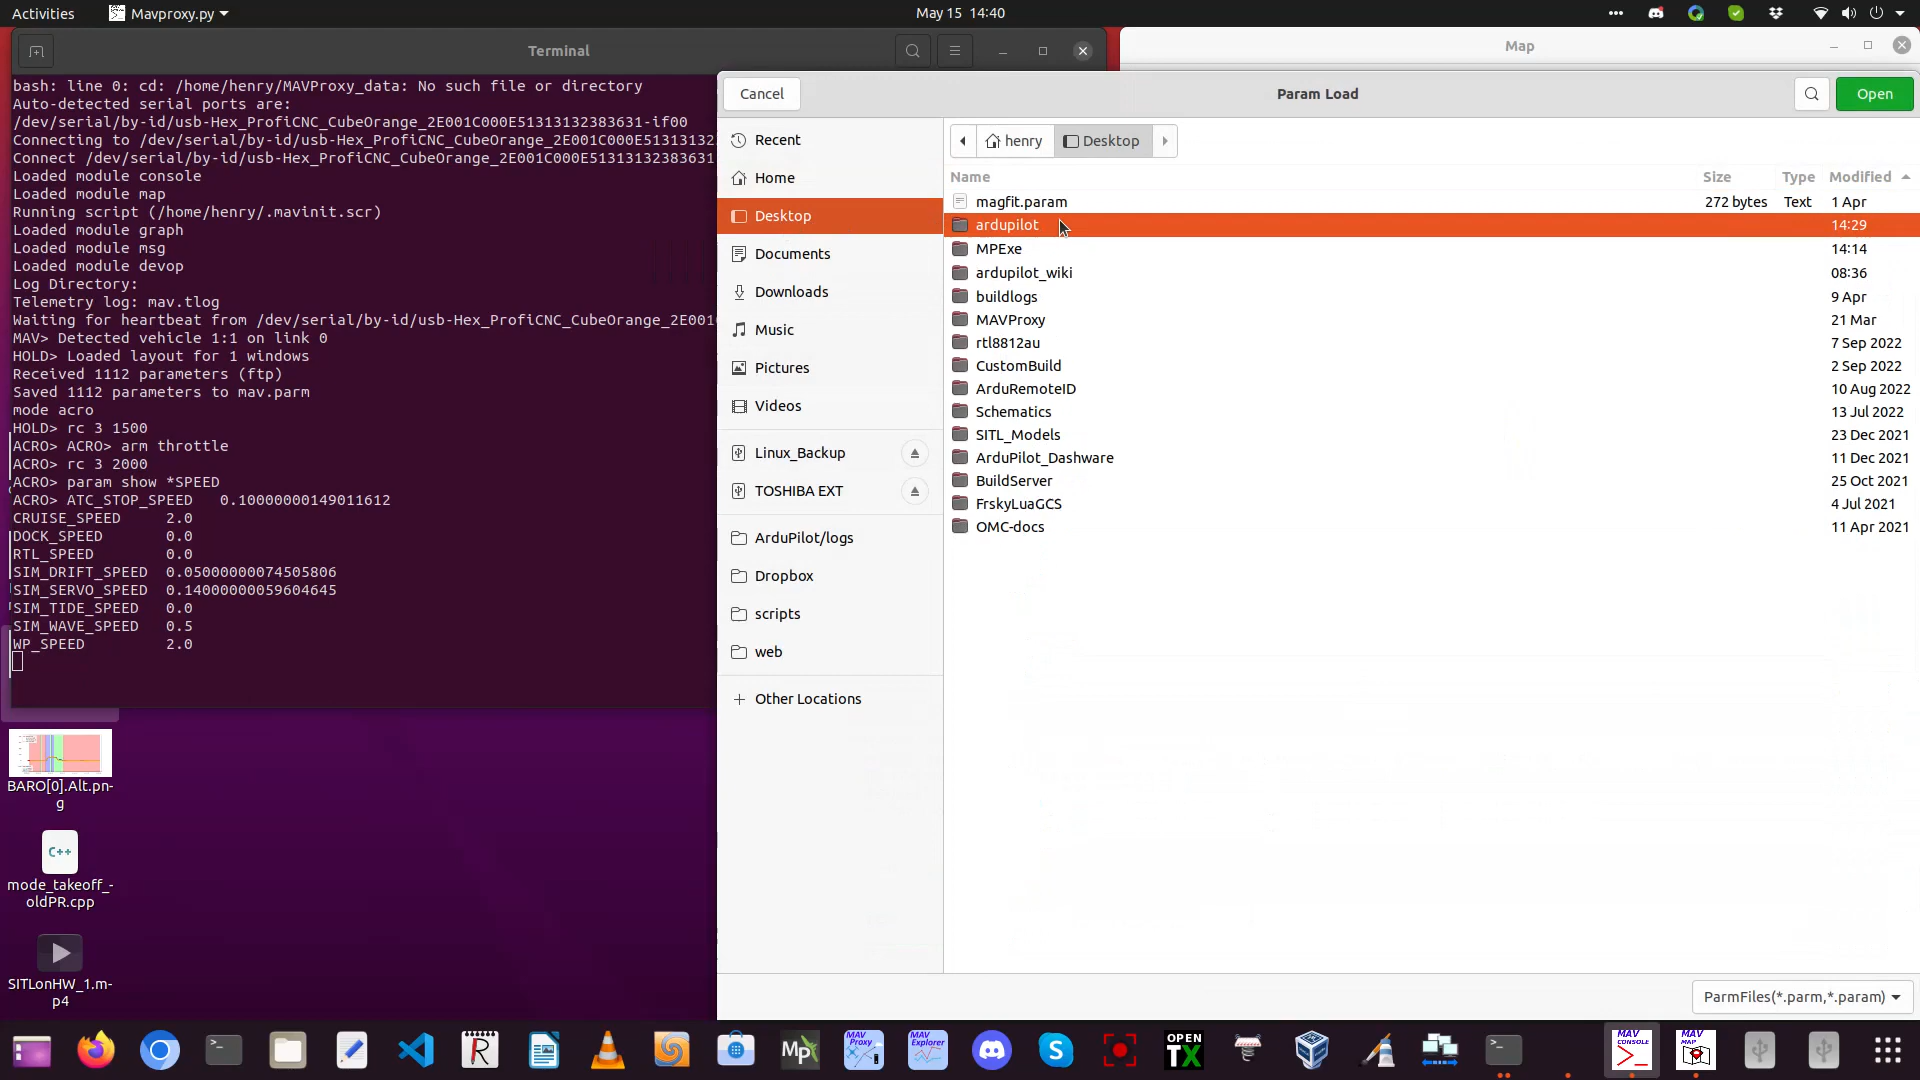 Activities
Mavproxy.py
May 15 14:40
Terminal
bash: line 0: cd: /home/henry/MAVProxy_data: No such file or directory
Auto-detected serial ports are:
/dev/serial/by-id/usb-Hex_ProfiCNC_CubeOrange_2E001C000E51313132383631-if00
Connecting to /dev/serial/by-id/usb-Hex_ProfiCNC_CubeOrange_2E001C000E51313132
Connect /dev/serial/by-id/usb-Hex_ProfiCNC_CubeOrange_2E001C000E51313132383631
Loaded module console
Loaded module map
Running script (/home/henry/.mavinit.scr)
Loaded module graph
Loaded module msg
Loaded module devop
Log Directory:
Telemetry log: mav.tlog
Waiting for heartbeat from /dev/serial/by-id/usb-Hex_ProfiCNC_CubeOrange_2E001
MAV> Detected vehicle 1:1 on link 0
HOLD> Loaded layout for 1 windows
Received 1112 parameters (ftp)
Saved 1112 parameters to mav.parm
mode acro
HOLD> rc 3 1500
ACRO> ACRO> arm throttle
ACRO> rc 3 2000
ACRO> param show *SPEED
ACRO> ATC_STOP_SPEED 0.10000000149011612
CRUISE_SPEED 2.0
DOCK_SPEED 0.0
RTL_SPEED 0.0
SIM_DRIFT_SPEED 0.05000000074505806
SIM_SERVO_SPEED 0.14000000059604645
SIM_TIDE_SPEED 0.0
SIM_WAVE_SPEED 0.5
WP_SPEED 2.0
BARO[0].Alt.pn-
g
C++
mode_takeoff_-
oldPR.cpp
SITLonHW_1.m-
p4
Map
Cancel
Param Load
Open
Recent
Home
Desktop
Documents
Downloads
Music
Pictures
Videos
Linux_Backup
TOSHIBA EXT
ArduPilot/logs
Dropbox
scripts
web
Other Locations
henry
Desktop
Name Size Type Modified
magfit.param 272 bytes Text 1 Apr
ardupilot 14:29
MPExe 14:14
ardupilot_wiki 08:36
buildlogs 9 Apr
MAVProxy 21 Mar
rtl8812au 7 Sep 2022
CustomBuild 2 Sep 2022
ArduRemoteID 10 Aug 2022
Schematics 13 Jul 2022
SITL_Models 23 Dec 2021
ArduPilot_Dashware 11 Dec 2021
BuildServer 25 Oct 2021
FrskyLuaGCS 4 Jul 2021
OMC-docs 11 Apr 2021
ParmFiles(*.parm,*.param)
R
Mp
MAV
Proxy
MAV
Explorer
S
OPEN
TX
MAV
CONSOLE
MAV
MAP